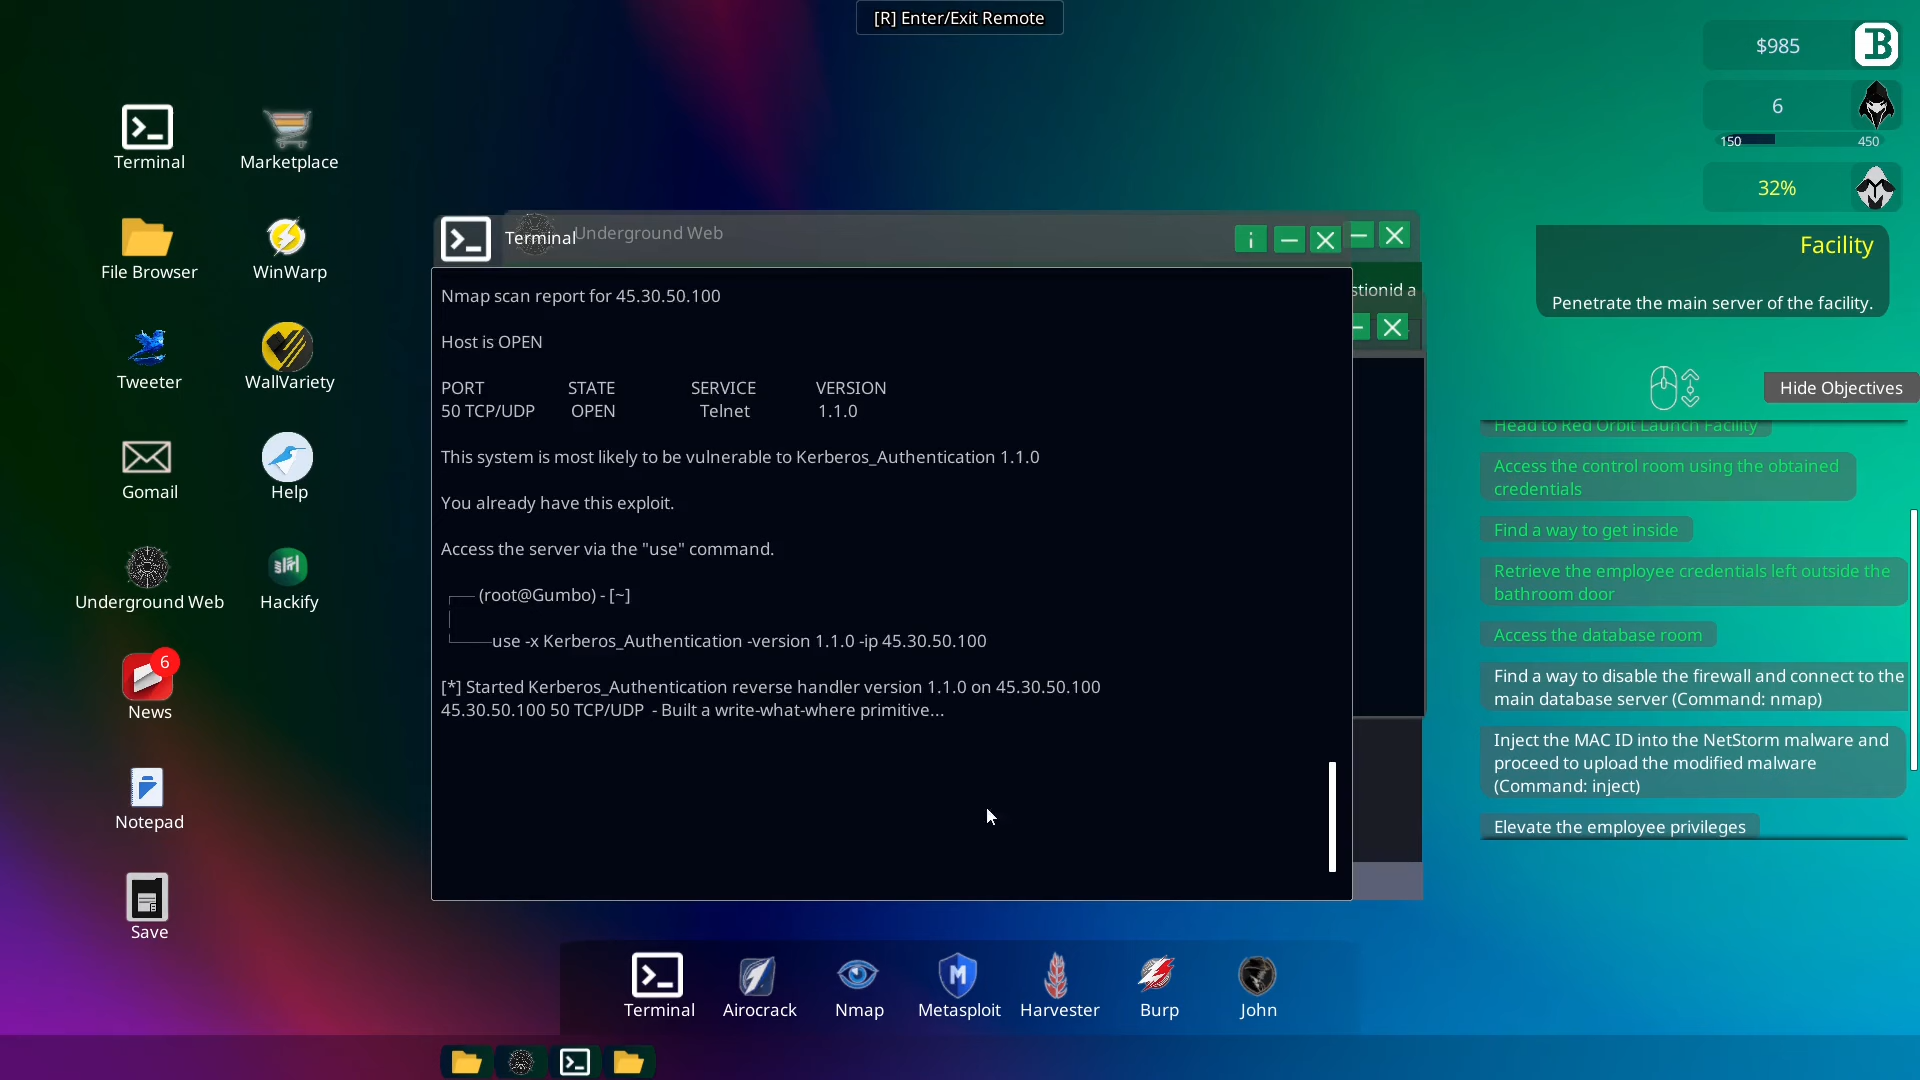 [R] Enter/Exit Remote
$985
6
150 450
32%
Facility
Penetrate the main server of the facility.
Hide Objectives
Head to Red Orbit Launch Facility
Access the control room using the obtained
credentials
Find a way to get inside
Retrieve the employee credentials left outside the
bathroom door
Access the database room
Find a way to disable the firewall and connect to the
main database server (Command: nmap)
Inject the MAC ID into the NetStorm malware and
proceed to upload the modified malware
(Command: inject)
Elevate the employee privileges
Terminal
Marketplace
File Browser
WinWarp
Tweeter
WallVariety
Gomail
Help
Underground Web
Hackify
6
News
Notepad
Save
Terminal
Underground Web
stionid a
Nmap scan report for 45.30.50.100
Host is OPEN
PORT STATE SERVICE VERSION
50 TCP/UDP OPEN Telnet 1.1.0
This system is most likely to be vulnerable to Kerberos_Authentication 1.1.0
You already have this exploit.
Access the server via the "use" command.
(root@Gumbo) - [~]
use -x Kerberos_Authentication -version 1.1.0 -ip 45.30.50.100
[*] Started Kerberos_Authentication reverse handler version 1.1.0 on 45.30.50.100
45.30.50.100 50 TCP/UDP - Built a write-what-where primitive...
Terminal
Airocrack
Nmap
Metasploit
Harvester
Burp
John